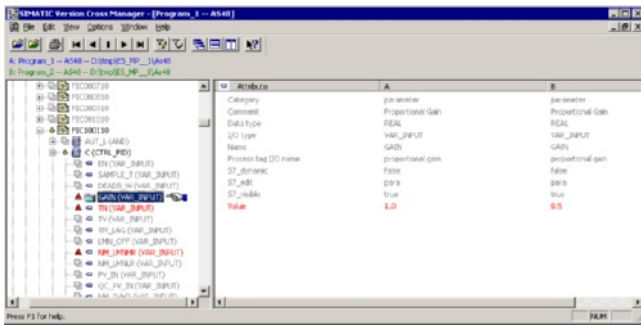 SIMATIC Version Cross Manager - [Program_1 -- AS48]
File Edit View Options Window Help
A: Program_1 -- AS48 -- D:\tmp\ES_MP__1\As48
B: Program_2 -- AS48 -- D:\tmp\ES_MP__1\As48
FIC080710
FIC080810
FIC080910
FIC081010
FIC100110
AUT_L (AND)
C (CTRL_PID)
EN (VAR_INPUT)
SAMPLE_T (VAR_INPUT)
DEADB_W (VAR_INPUT)
GAIN (VAR_INPUT)
TN (VAR_INPUT)
TV (VAR_INPUT)
TM_LAG (VAR_INPUT)
LMN_OFF (VAR_INPUT)
NM_LMNHR (VAR_INPUT)
NM_LMNLR (VAR_INPUT)
PV_IN (VAR_INPUT)
QC_PV_IN (VAR_INPUT)
Attribute A B
Category parameter parameter
Comment Proportional Gain Proportional Gain
Data type REAL REAL
I/O type VAR_INPUT VAR_INPUT
Name GAIN GAIN
Process tag I/O name proportional gain proportional gain
S7_dynamic false false
S7_edit para para
S7_visible true true
Value 1.0 0.5
Press F1 for help.
NUM